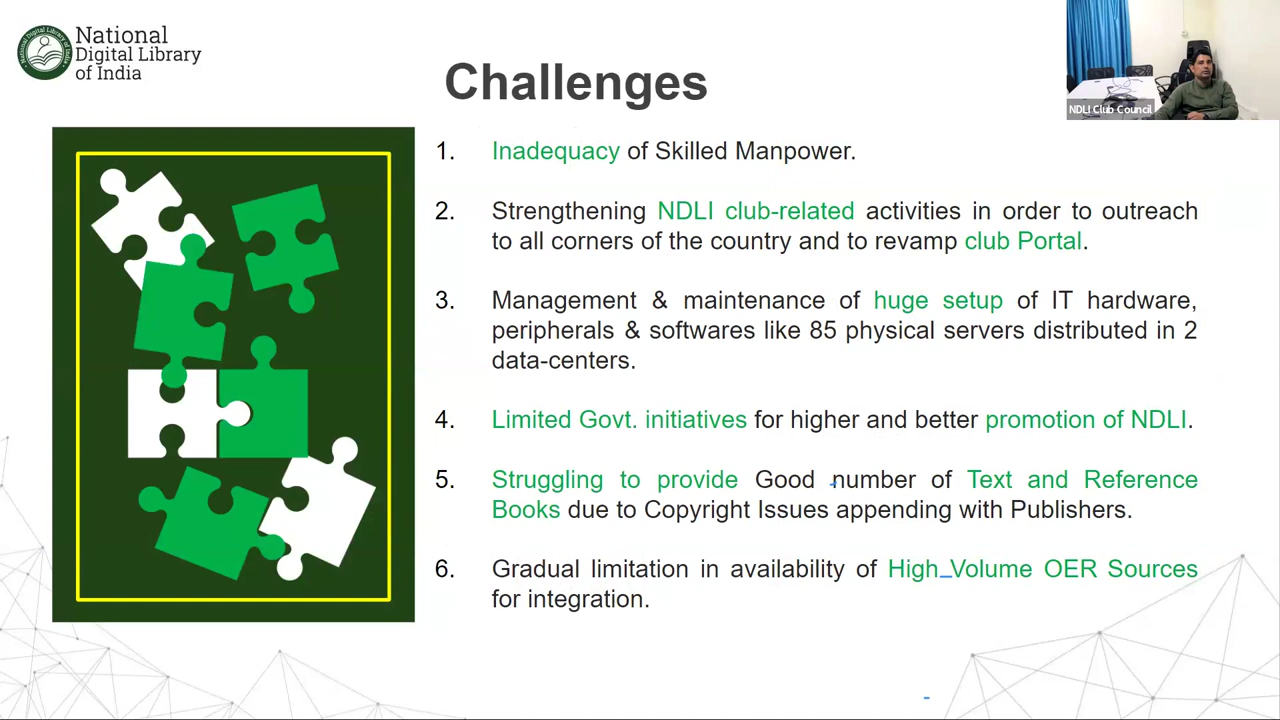 National
Digital Library
of India
Challenges
NDLI Club Council
1. Inadequacy of Skilled Manpower.
2. Strengthening NDLI club-related activities in order to outreach
to all corners of the country and to revamp club Portal.
3. Management & maintenance of huge setup of IT hardware,
peripherals & softwares like 85 physical servers distributed in 2
data-centers.
4. Limited Govt. initiatives for higher and better promotion of NDLI.
5. Struggling to provide Good number of Text and Reference
Books due to Copyright Issues appending with Publishers.
6. Gradual limitation in availability of High Volume OER Sources
for integration.